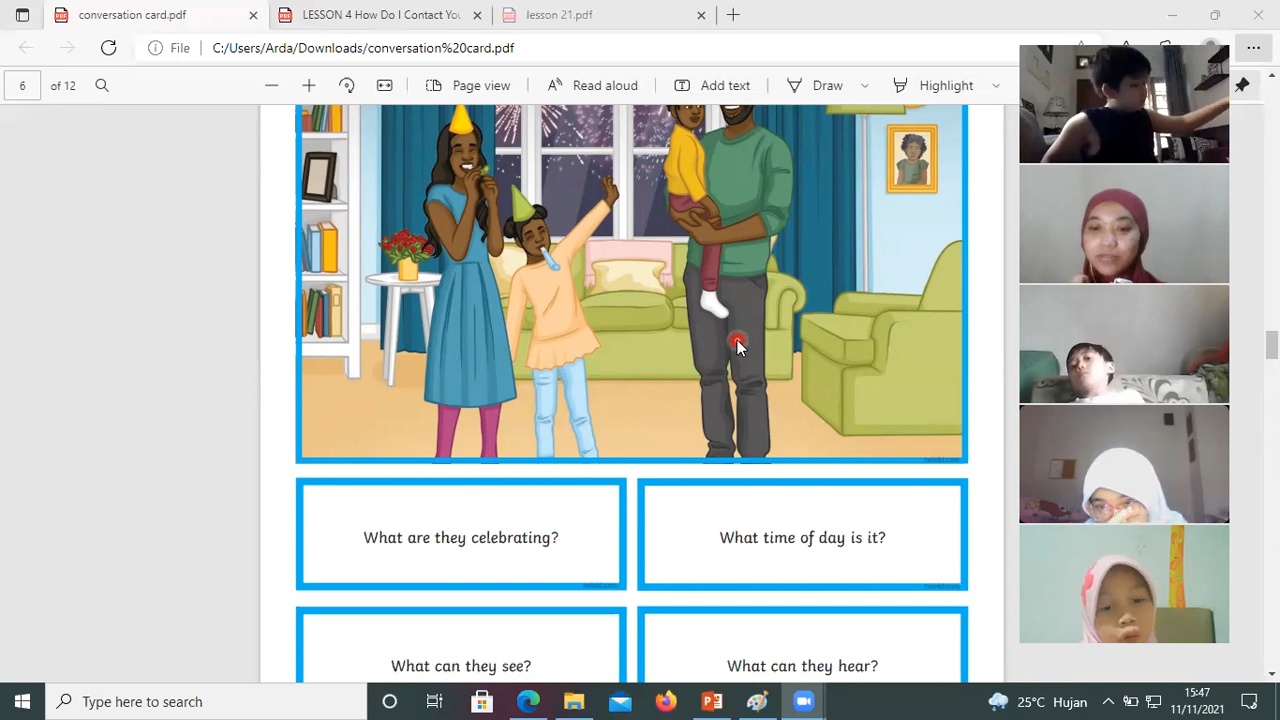 conversation card.pdf
LESSON 4 How Do I Contact You
lesson 21.pdf
File
C:/Users/Arda/Downloads/conversation%20card.pdf
6 of 12
Page view
Read aloud
Add text
Draw
Highlight
What are they celebrating?
What time of day is it?
What can they see?
What can they hear?
Type here to search
25°C Hujan
15:47
11/11/2021